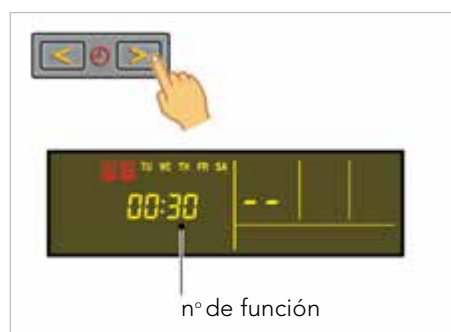 < >
TU WE TH FR SA
00:30 --
nº de función